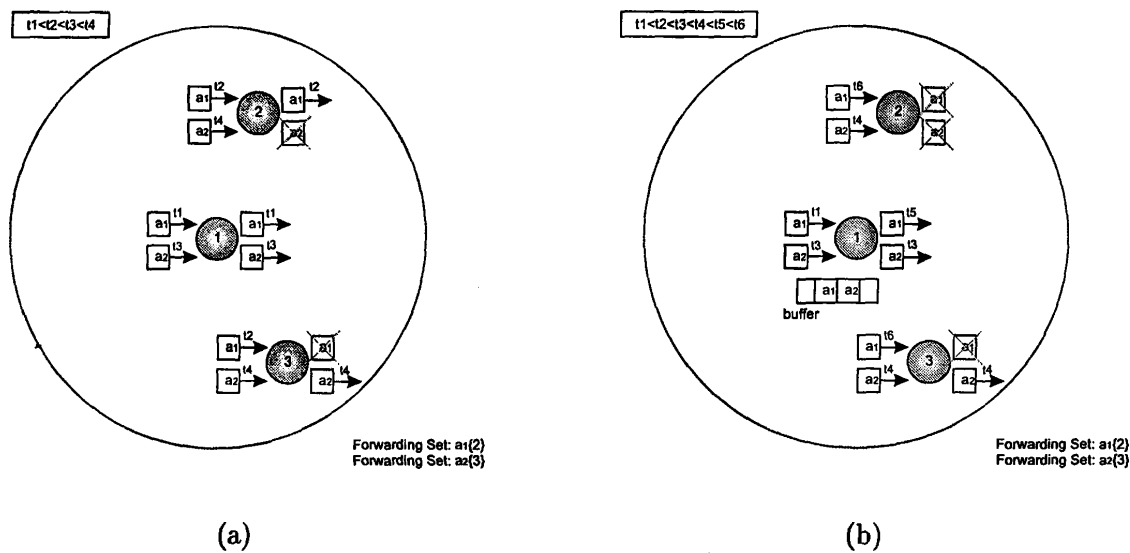 t1<t2<t3<t4
a1 t2 2 a1 t2
a2 t4 a2
a1 t1 1 a1 t1
a2 t3 a2 t3
a1 t2 3 a1
a2 t4 a2 t4
Forwarding Set: a1{2}
Forwarding Set: a2{3}
(a)
t1<t2<t3<t4<t5<t6
a1 t6 2 a1
a2 t4 a2
a1 t1 1 a1 t5
a2 t3 a2 t3
a1 a2
buffer
a1 t6 3 a1
a2 t4 a2 t4
Forwarding Set: a1{2}
Forwarding Set: a2{3}
(b)